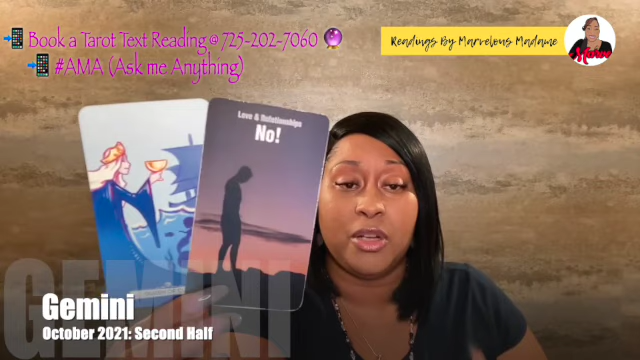 Book a Tarot Text Reading @ 725-202-7060
#AMA (Ask me Anything)
Readings By Marvelous Madame
Love & Relationships
No!
GEMINI
Gemini
October 2021: Second Half